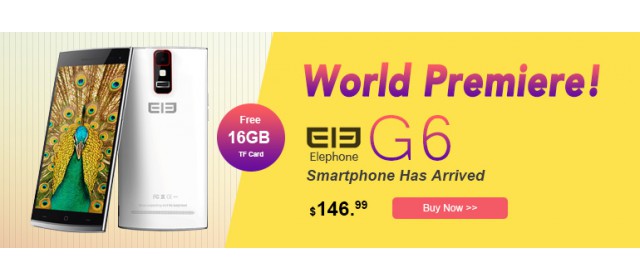 World Premiere!
Free
16GB
TF Card
Elephone
G6
Smartphone Has Arrived
$146.99
Buy Now >>